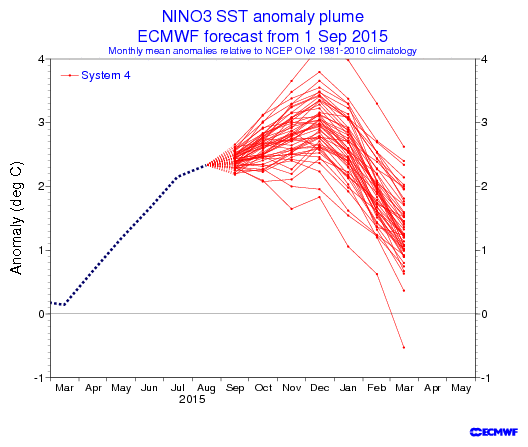 NINO3 SST anomaly plume
ECMWF forecast from 1 Sep 2015
Monthly mean anomalies relative to NCEP OIv2 1981-2010 climatology
System 4
Anomaly (deg C)
4 4
3 3
2 2
1 1
0 0
-1 -1
Mar Apr May Jun Jul Aug Sep Oct Nov Dec Jan Feb Mar Apr May
2015
ECMWF